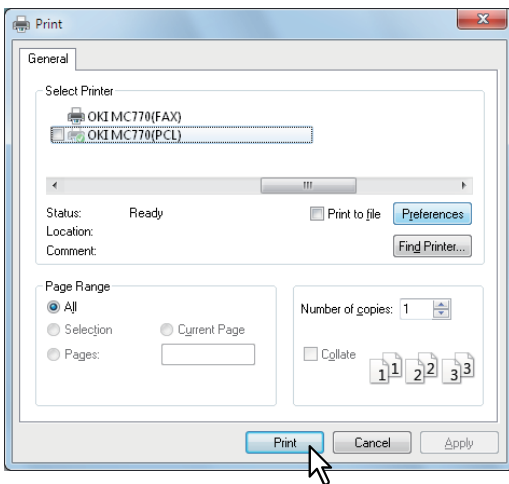 Print
General
Select Printer
OKI MC770(FAX)
OKI MC770(PCL)
Status: Ready Print to file Preferences
Location:
Comment: Find Printer...
Page Range
All Number of copies: 1
Selection Current Page
Pages: Collate
1 1 2 2 3 3
Print Cancel Apply